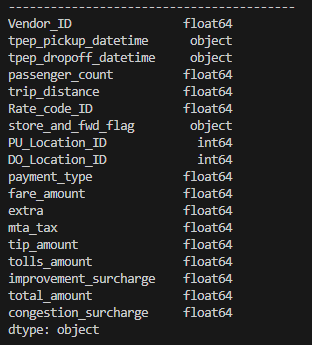 ----------------------------------------
Vendor_ID                float64
tpep_pickup_datetime      object
tpep_dropoff_datetime     object
passenger_count          float64
trip_distance            float64
Rate_code_ID             float64
store_and_fwd_flag        object
PU_Location_ID             int64
DO_Location_ID             int64
payment_type             float64
fare_amount              float64
extra                    float64
mta_tax                  float64
tip_amount               float64
tolls_amount             float64
improvement_surcharge    float64
total_amount             float64
congestion_surcharge     float64
dtype: object